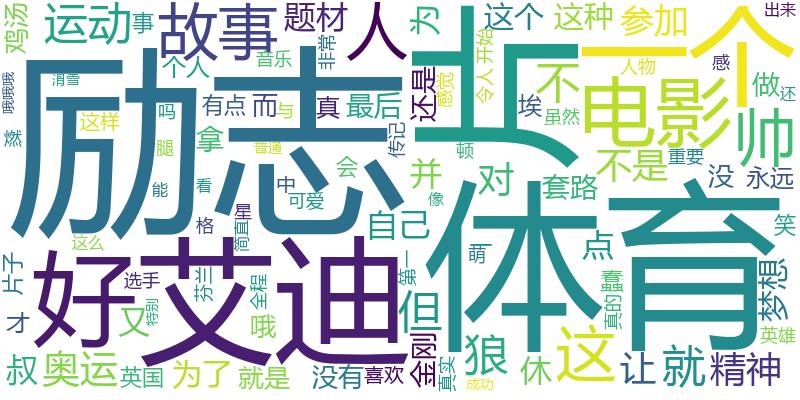 鸡汤
运动
事
故事
题材
人
为
这个
这种
参加
出来
哦哦哦
滑雪
个人
音乐
非常
还是
感觉
令人
开始
上
一个
人物
感
做
还
励志
有点
而
真
最后
与
吗
传记
埃
不
虽然
电影
帅
蒸
这样
腿
拿
普通
会
并
顿
对
套路
不是
重要
没
永远
能
看
中
可爱
像
格
星
简直
自己
萌
体育
点
笑
这么
好
艾迪
片子
选手
芬兰
全程
第一
但
真的
蠢
梦想
才
又
特别
哦
金刚
狼
这
英雄
叔
奥运
英国
为了
就是
没有
喜欢
真实
成功
休
让
就
精神